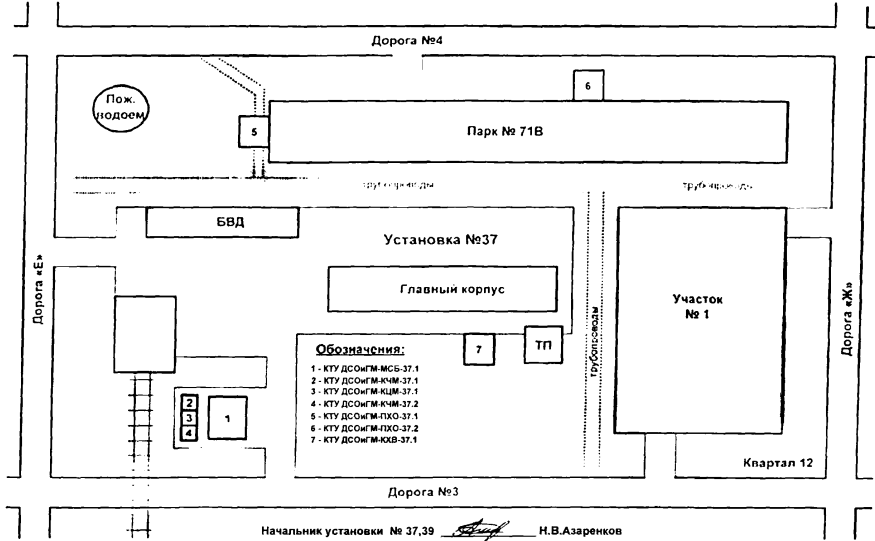 Дорога №4
Пож.
водоем
6
5
Парк № 71В
трубопроводы
трубопроводы
БВД
Установка №37
Дорога «Е»
Главный корпус
Участок
№ 1
Дорога «Ж»
трубопроводы
7
ТП
Обозначения:
1 - КТУ ДСОиГМ-МСБ-37.1
2 - КТУ ДСОиГМ-КЧМ-37.1
3 - КТУ ДСОиГМ-КЦМ-37.1
4 - КТУ ДСОиГМ-КЧМ-37.2
5 - КТУ ДСОиГМ-ПХО-37.1
6 - КТУ ДСОиГМ-ПХО-37.2
7 - КТУ ДСОиГМ-КХВ-37.1
2
3
4
1
Квартал 12
Дорога №3
Начальник установки № 37,39 Н.В.Азаренков